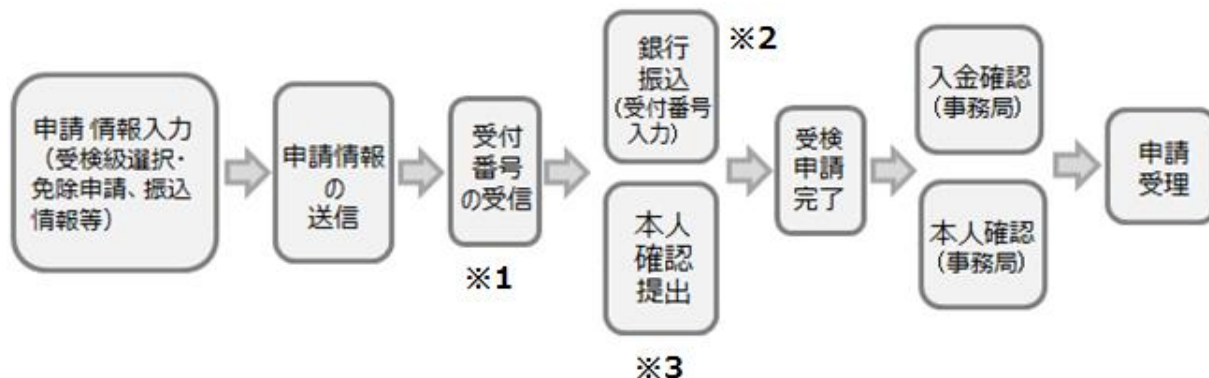 申請 情報入力
（受検級選択・
免除申請、振込
情報等）
申請情報
の
送信
受付
番号
の受信
※1
銀行
振込
（受付番号
入力）
※2
本人
確認
提出
※3
受検
申請
完了
入金確認
（事務局）
本人確認
（事務局）
申請
受理